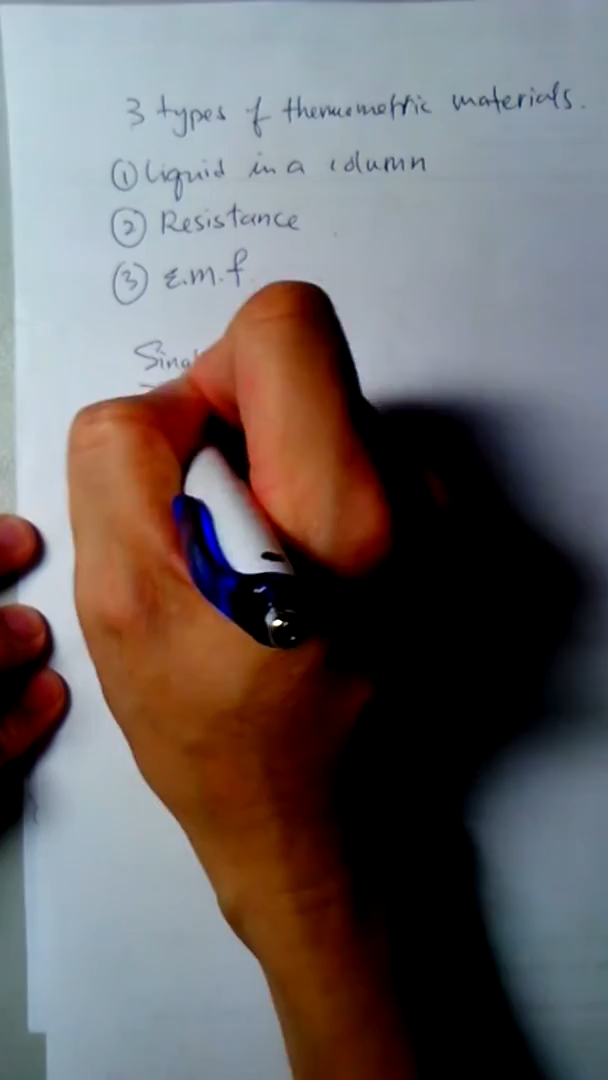 3 types of thermometric materials.
① liquid in a column
② Resistance
③ E.m.f.